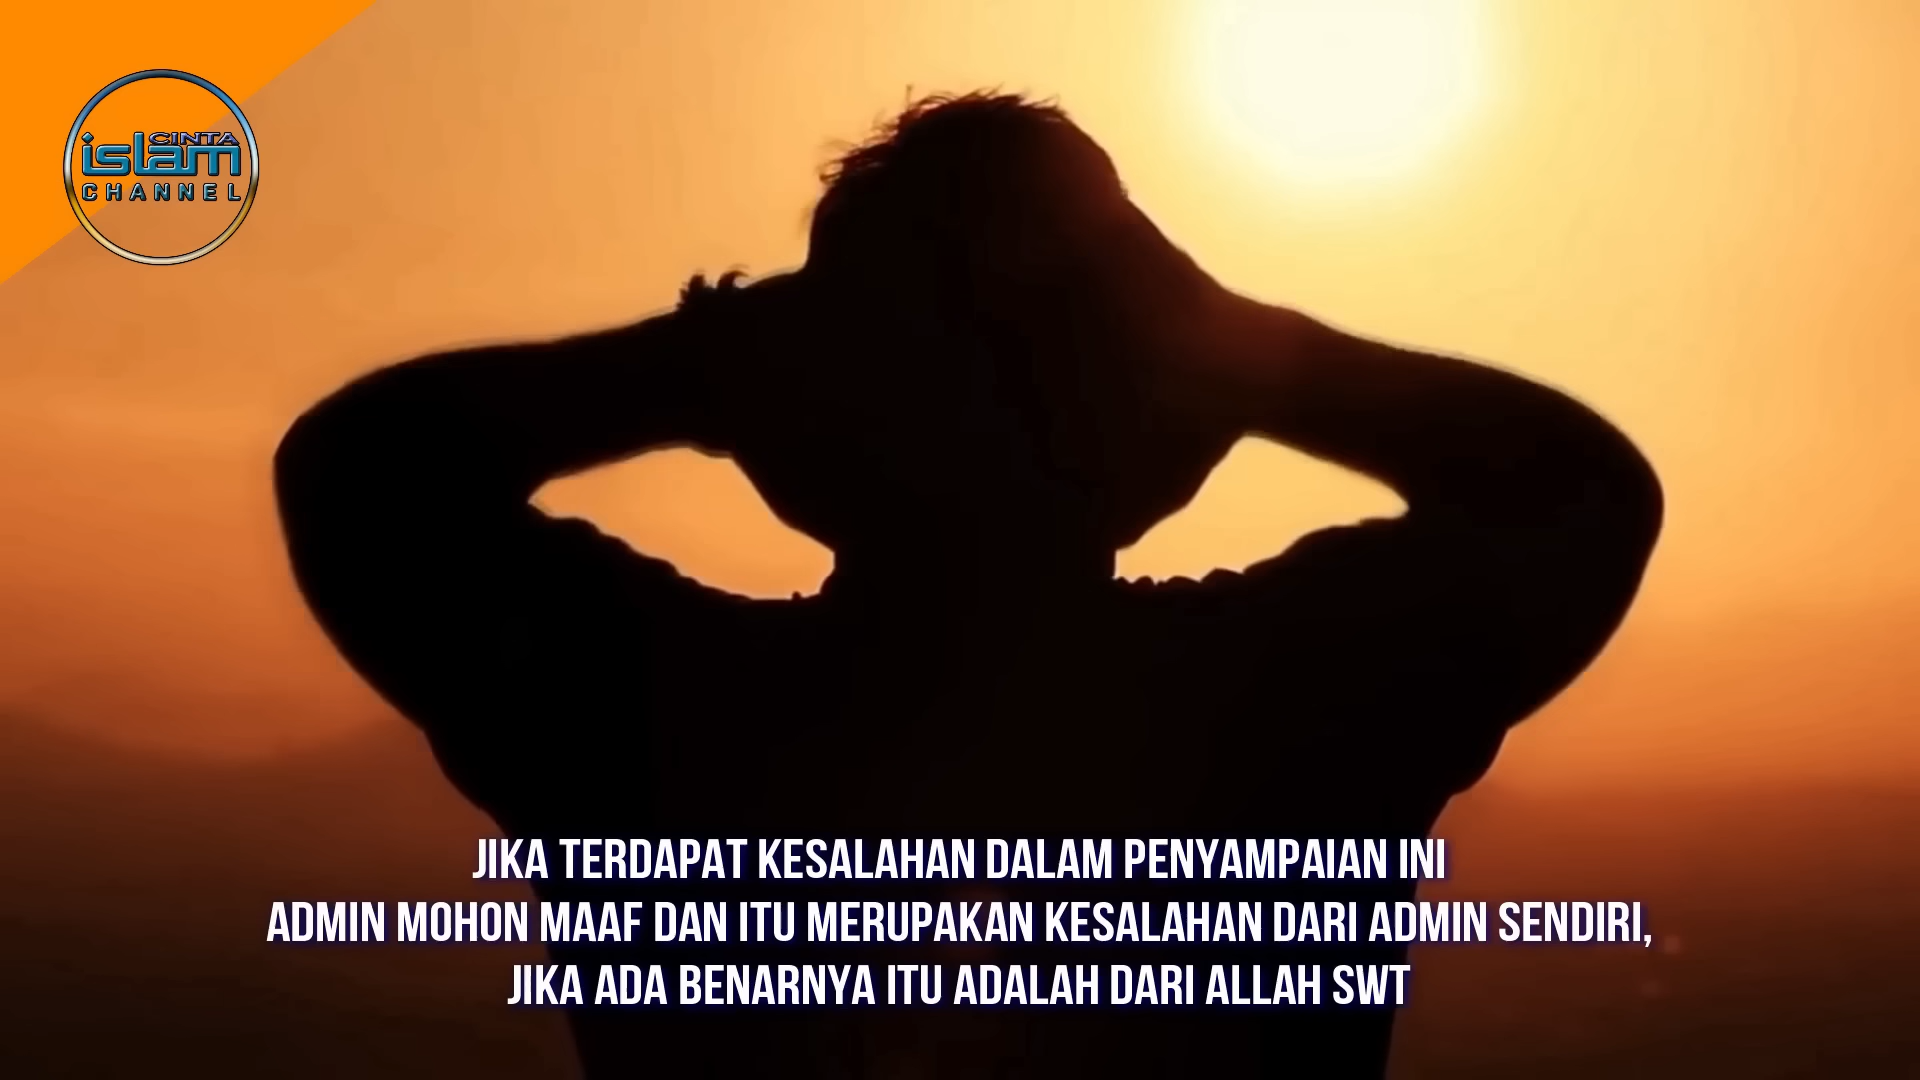 CINTA
islam
CHANNEL
JIKA TERDAPAT KESALAHAN DALAM PENYAMPAIAN INI
ADMIN MOHON MAAF DAN ITU MERUPAKAN KESALAHAN DARI ADMIN SENDIRI,
JIKA ADA BENARNYA ITU ADALAH DARI ALLAH SWT